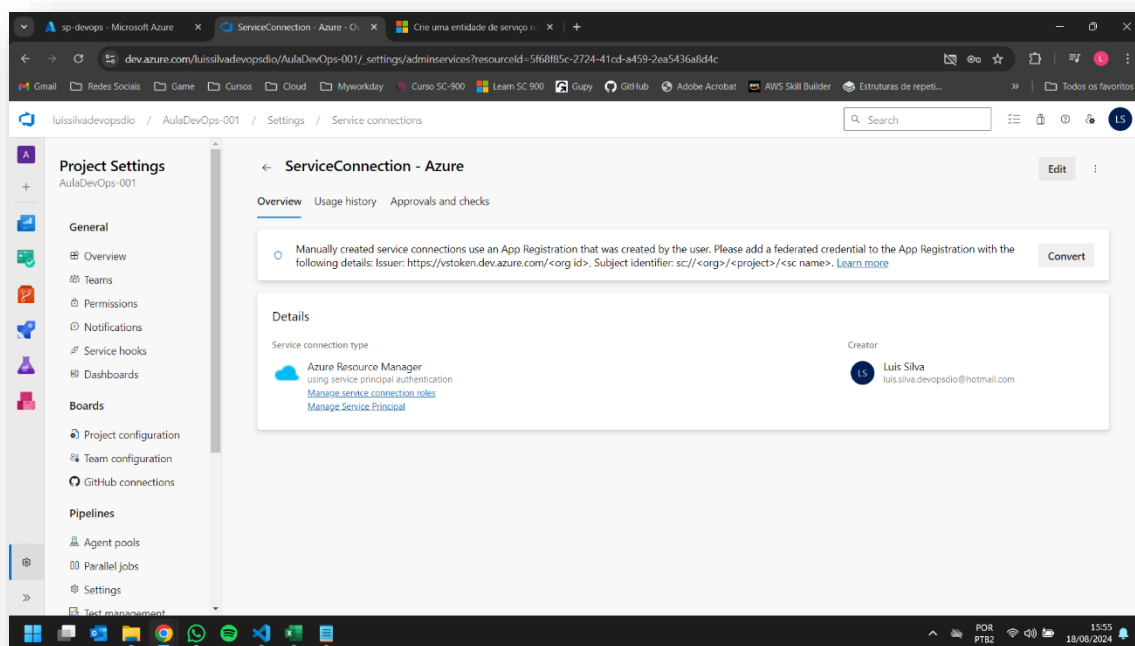 sp-devops - Microsoft Azure
ServiceConnection - Azure - Ov
Crie uma entidade de serviço n
dev.azure.com/luissilvadevopsdio/AulaDevOps-001/_settings/adminservices?resourceId=5f68f85c-2724-41cd-a459-2ea5436a8d4c
L
Gmail
Redes Sociais
Game
Cursos
Cloud
Myworkday
Curso SC-900
Learn SC 900
Gupy
GitHub
Adobe Acrobat
AWS Skill Builder
Estruturas de repeti...
»
Todos os favoritos
luissilvadevopsdio / AulaDevOps-001 / Settings / Service connections
Search
LS
A
Project Settings
AulaDevOps-001
General
Overview
Teams
Permissions
Notifications
Service hooks
Dashboards
Boards
Project configuration
Team configuration
GitHub connections
Pipelines
Agent pools
Parallel jobs
Settings
Test management
ServiceConnection - Azure
Edit
Overview Usage history Approvals and checks
Manually created service connections use an App Registration that was created by the user. Please add a federated credential to the App Registration with the
following details: Issuer: https://vstoken.dev.azure.com/<org id>, Subject identifier: sc://<org>/<project>/<sc name>. Learn more
Convert
Details
Service connection type
Azure Resource Manager
using service principal authentication
Manage service connection roles
Manage Service Principal
Creator
LS
Luis Silva
luis.silva.devopsdio@hotmail.com
POR
PTB2
15:55
18/08/2024